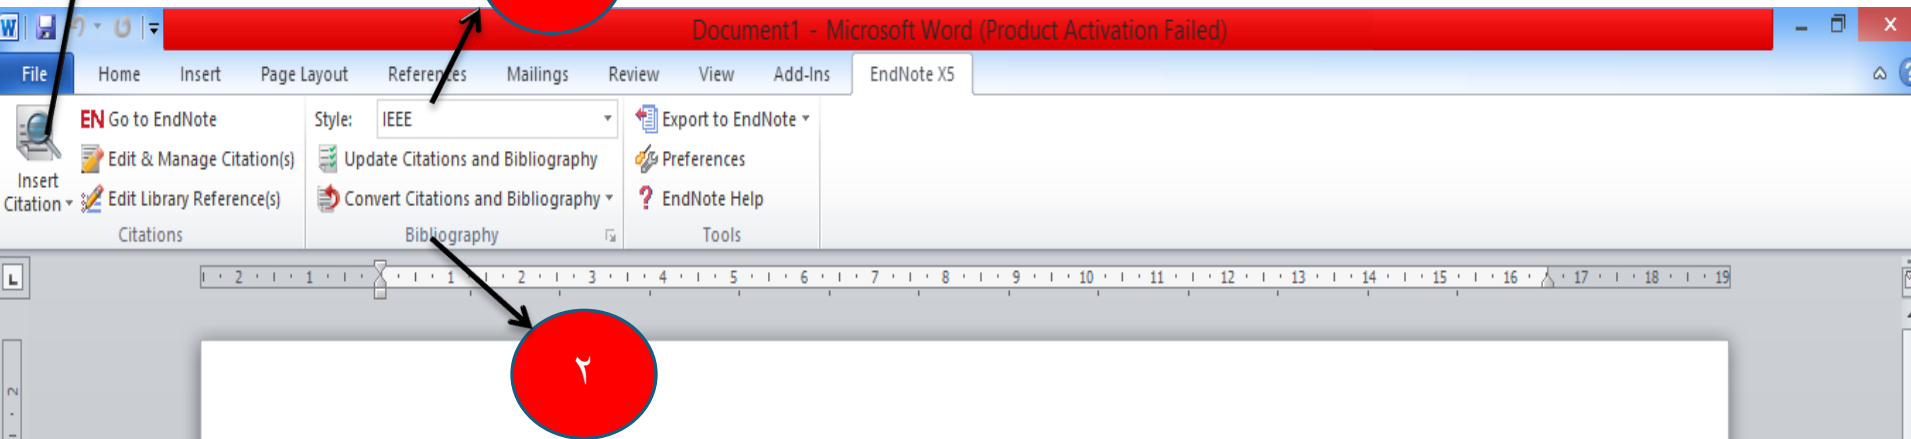 Document1 - Microsoft Word (Product Activation Failed)
File Home Insert Page Layout References Mailings Review View Add-Ins EndNote X5
Insert Citation
EN Go to EndNote
Edit & Manage Citation(s)
Edit Library Reference(s)
Citations
Style: IEEE
Update Citations and Bibliography
Convert Citations and Bibliography
Bibliography
Export to EndNote
Preferences
? EndNote Help
Tools
L
2 1 1 2 3 4 5 6 7 8 9 10 11 12 13 14 15 16 17 18 19
٢
2